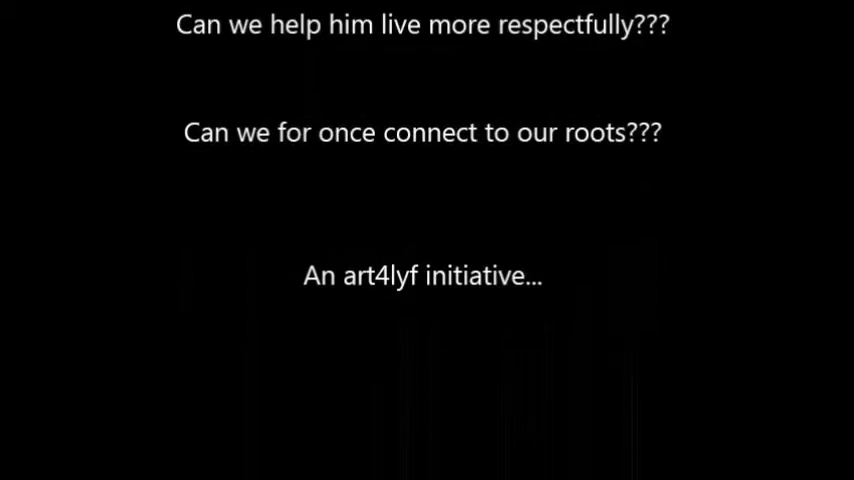 Can we help him live more respectfully???
Can we for once connect to our roots???
An art4lyf initiative...